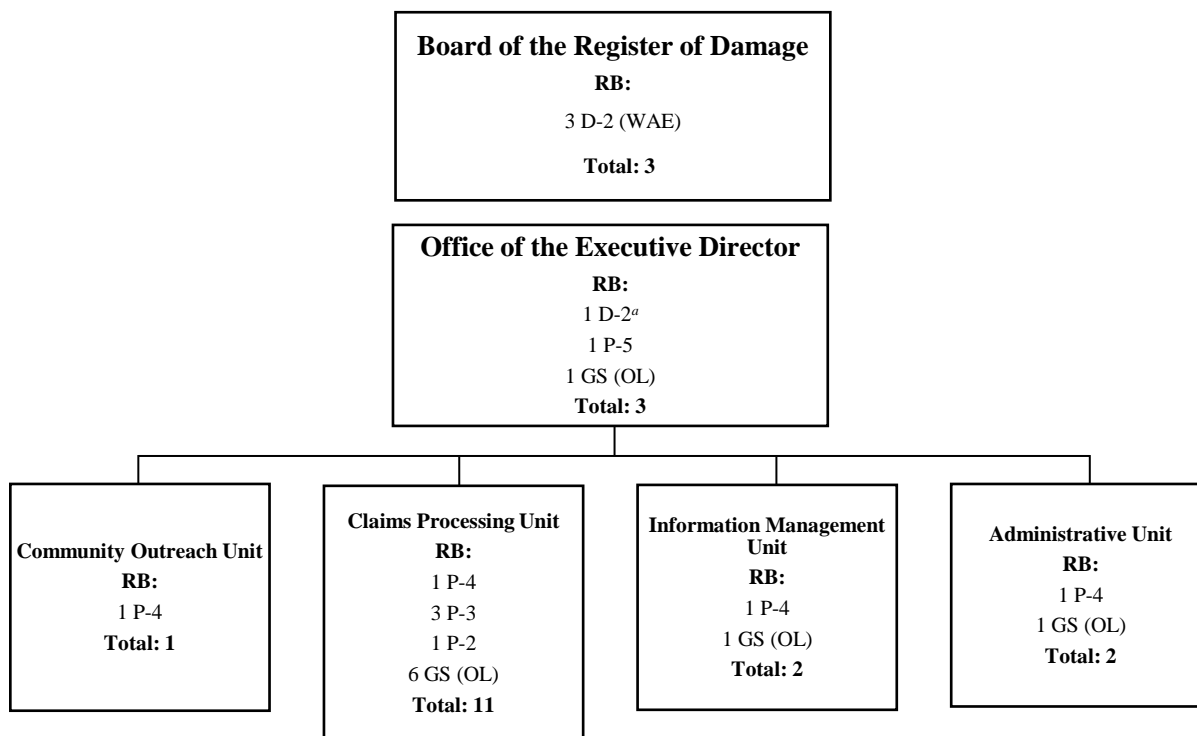 Board of the Register of Damage
RB:
3 D-2 (WAE)
Total: 3
Office of the Executive Director
RB:
1 D-2ᵃ
1 P-5
1 GS (OL)
Total: 3
Community Outreach Unit
RB:
1 P-4
Total: 1
Claims Processing Unit
RB:
1 P-4
3 P-3
1 P-2
6 GS (OL)
Total: 11
Information Management
Unit
RB:
1 P-4
1 GS (OL)
Total: 2
Administrative Unit
RB:
1 P-4
1 GS (OL)
Total: 2